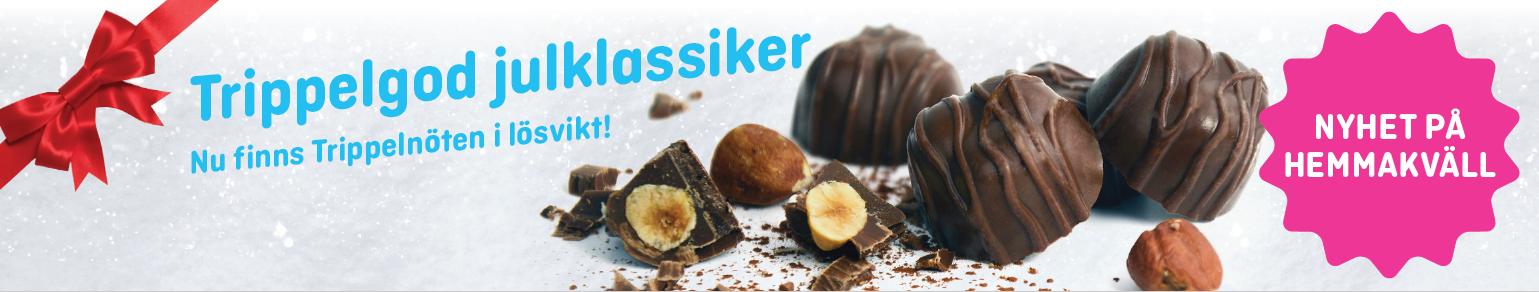 Trippelgod julklassiker
Nu finns Trippelnöten i lösvikt!
NYHET PÅ
HEMMAKVÄLL